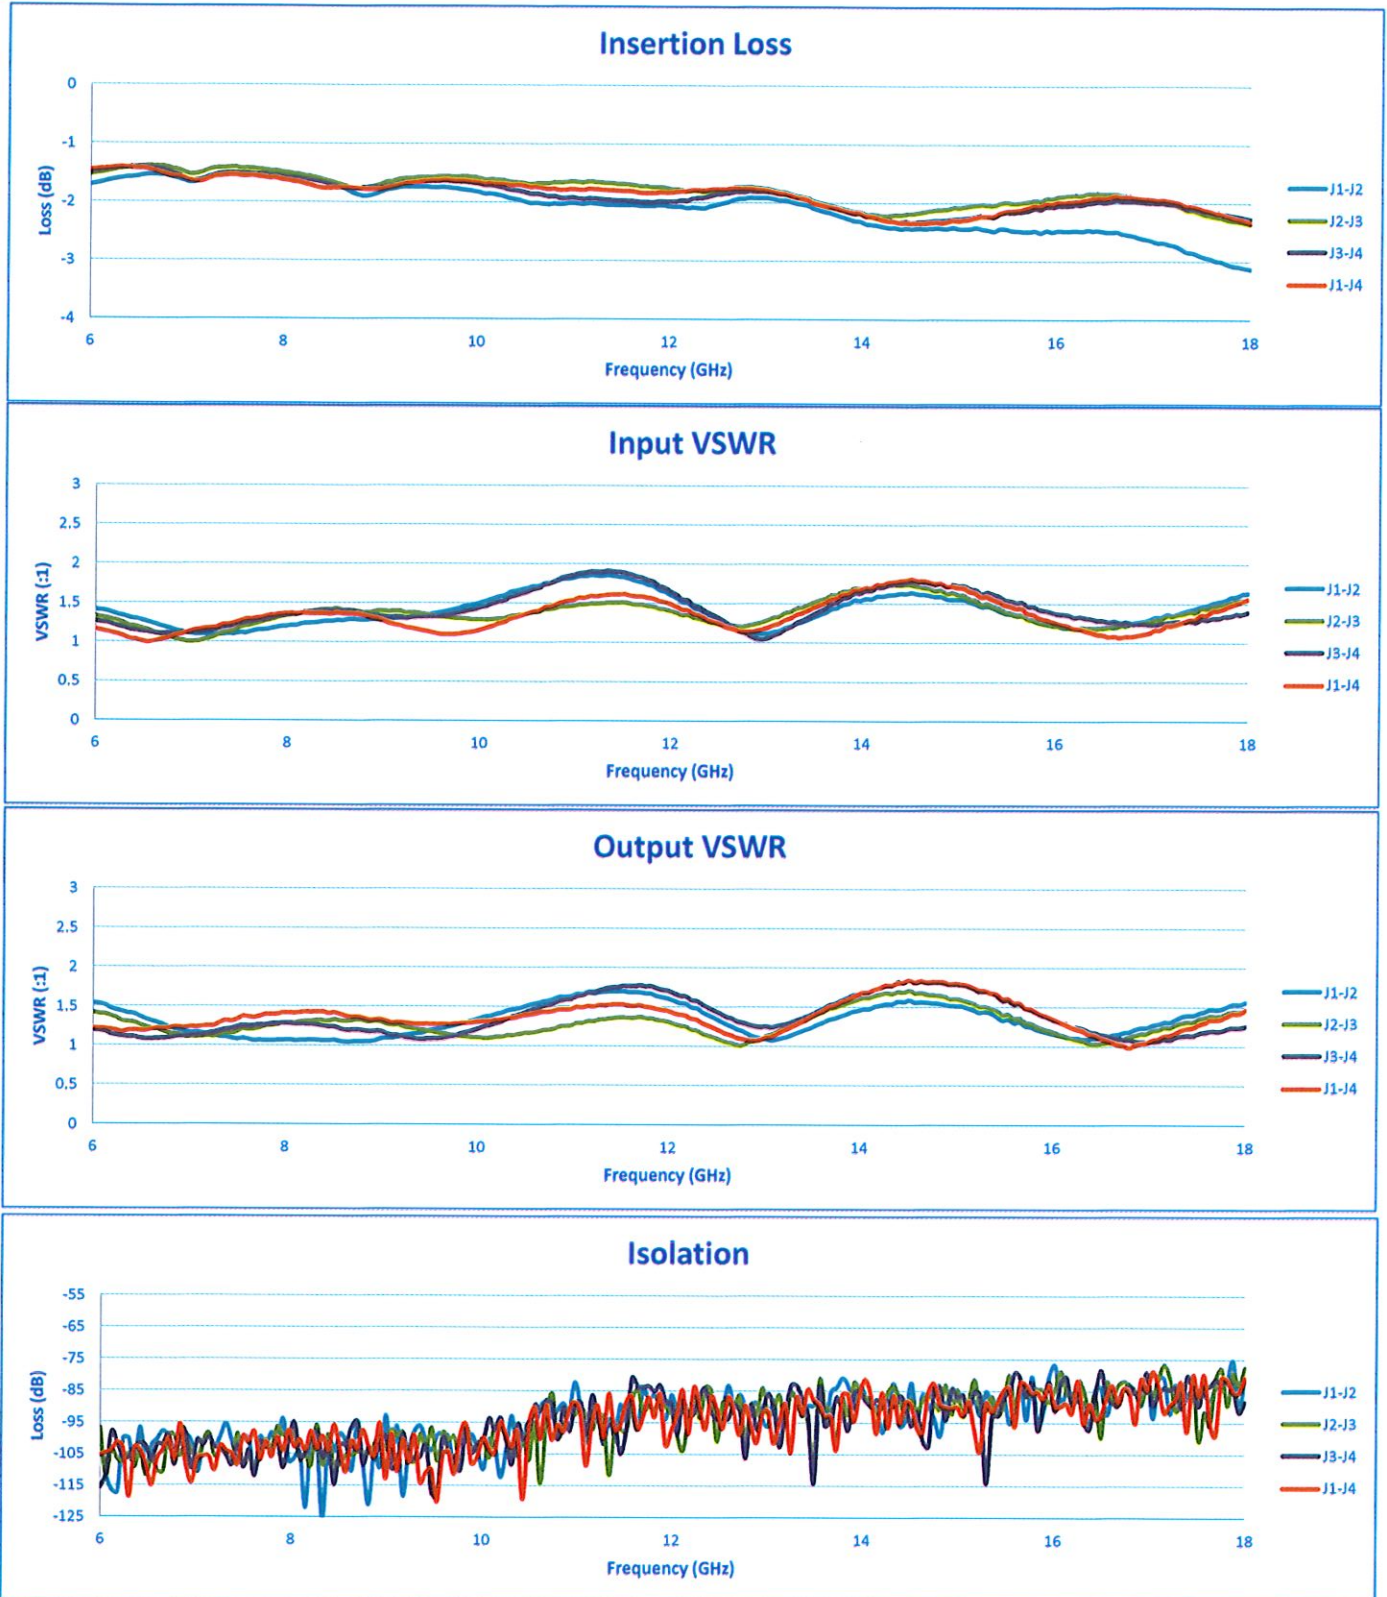 Insertion Loss
0
-1
-2
-3
-4
Loss (dB)
6 8 10 12 14 16 18
Frequency (GHz)
J1-J2
J2-J3
J3-J4
J1-J4
Input VSWR
3
2.5
2
1.5
1
0.5
0
VSWR (:1)
6 8 10 12 14 16 18
Frequency (GHz)
J1-J2
J2-J3
J3-J4
J1-J4
Output VSWR
3
2.5
2
1.5
1
0.5
0
VSWR (:1)
6 8 10 12 14 16 18
Frequency (GHz)
J1-J2
J2-J3
J3-J4
J1-J4
Isolation
-55
-65
-75
-85
-95
-105
-115
-125
Loss (dB)
6 8 10 12 14 16 18
Frequency (GHz)
J1-J2
J2-J3
J3-J4
J1-J4